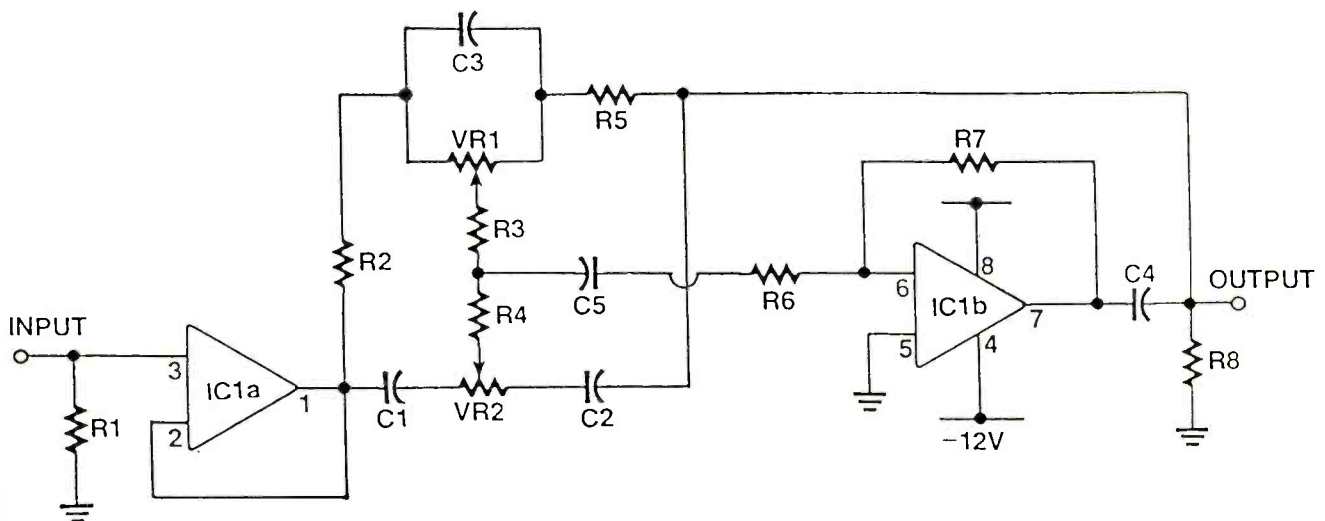 C3
R5
VR1
R7
R3
R2
8
C4
OUTPUT
C5
R6
6
IC1b
7
R4
INPUT
5
4
3
IC1a
1
R8
C1
VR2
C2
R1
2
−12V